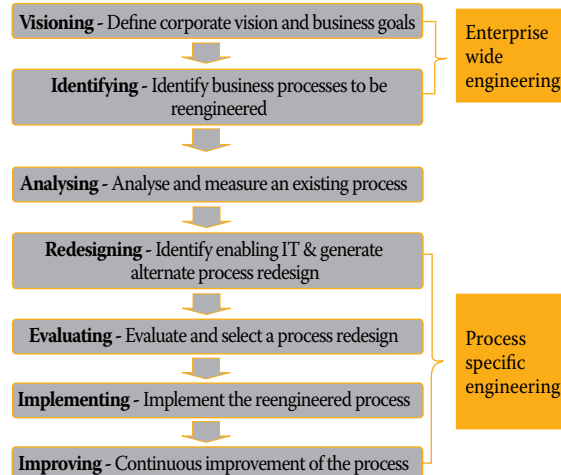 Visioning - Define corporate vision and business goals
Enterprise
wide
engineering
Identifying - Identify business processes to be
reengineered
Analysing - Analyse and measure an existing process
Redesigning - Identify enabling IT & generate
alternate process redesign
Evaluating - Evaluate and select a process redesign
Process
specific
engineering
Implementing - Implement the reengineered process
Improving - Continuous improvement of the process